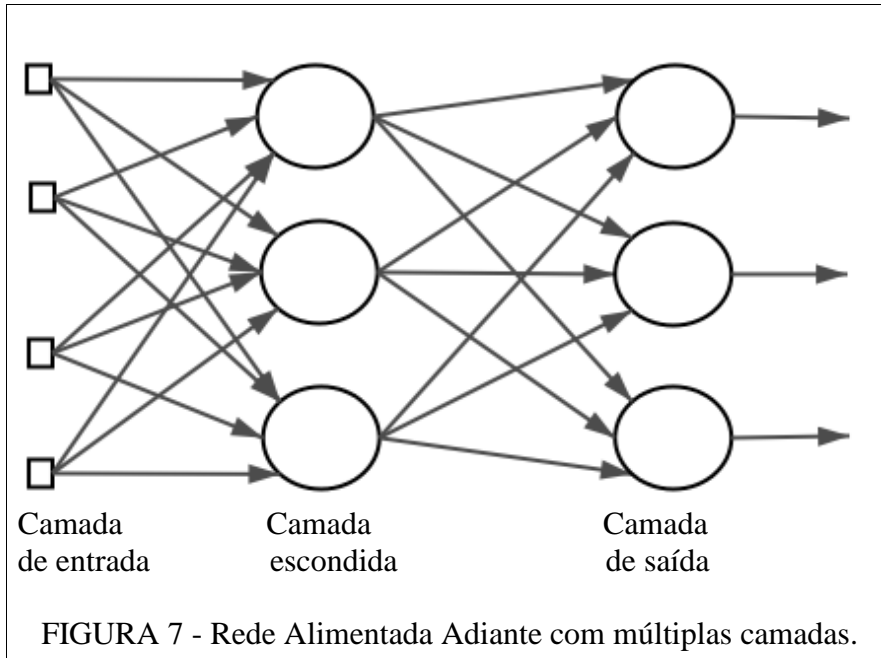 Camada
de entrada
Camada
escondida
Camada
de saída
FIGURA 7 - Rede Alimentada Adiante com múltiplas camadas.